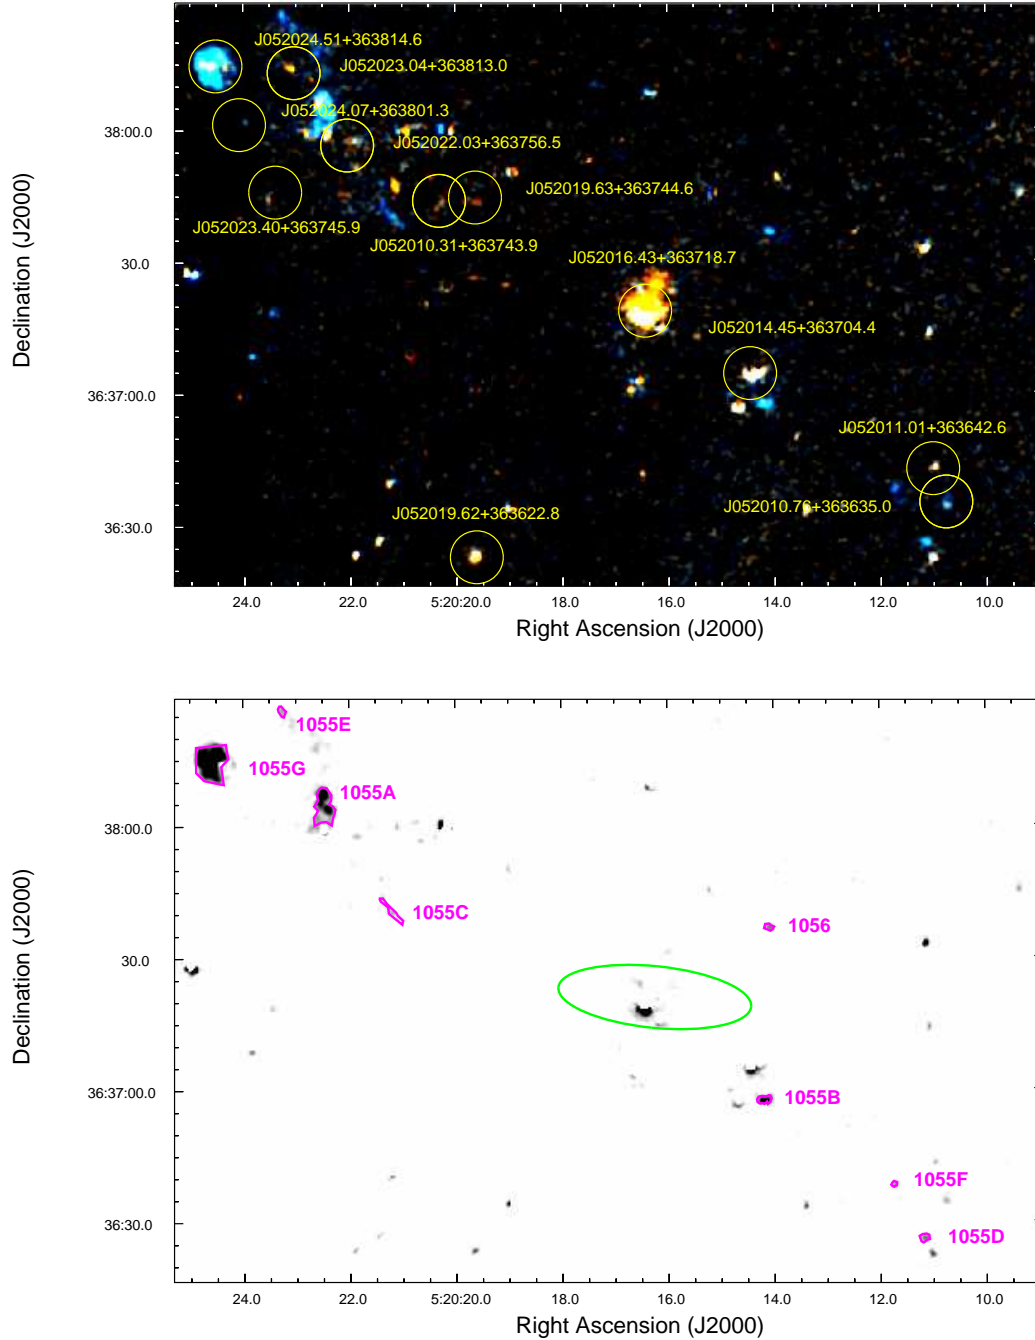 J052024.51+363814.6
J052023.04+363813.0
J052024.07+363801.3
J052022.03+363756.5
J052019.63+363744.6
J052023.40+363745.9
J052010.31+363743.9
J052016.43+363718.7
J052014.45+363704.4
J052011.01+363642.6
J052010.76+363635.0
J052019.62+363622.8
38:00.0
30.0
36:37:00.0
36:30.0
Declination (J2000)
24.0 22.0 5:20:20.0 18.0 16.0 14.0 12.0 10.0
Right Ascension (J2000)
1055E
1055G
1055A
1055C
1056
1055B
1055F
1055D
38:00.0
30.0
36:37:00.0
36:30.0
Declination (J2000)
24.0 22.0 5:20:20.0 18.0 16.0 14.0 12.0 10.0
Right Ascension (J2000)